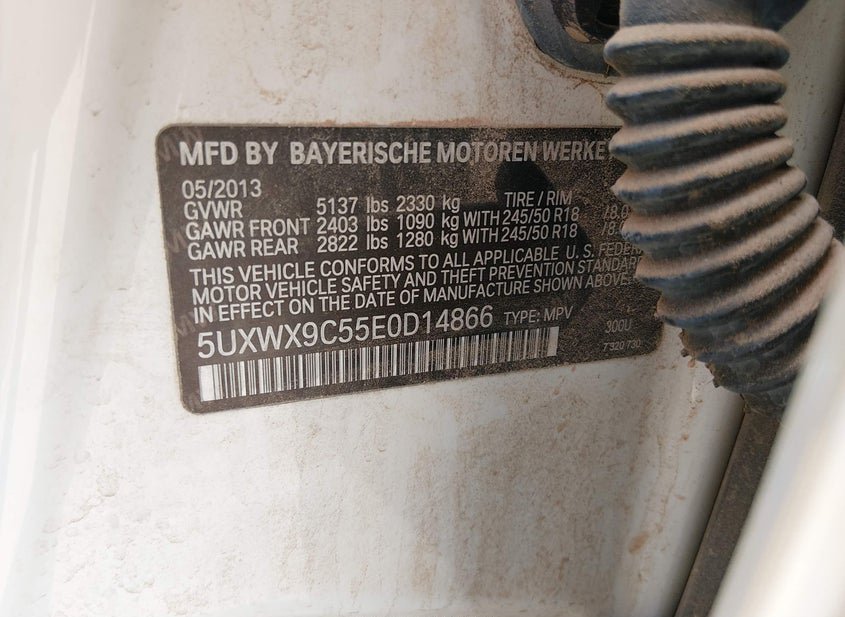 MFD BY BAYERISCHE MOTOREN WERKE
05/2013
GVWR 5137 lbs 2330 kg TIRE / RIM
GAWR FRONT 2403 lbs 1090 kg WITH 245/50 R18
GAWR REAR 2822 lbs 1280 kg WITH 245/50 R18
THIS VEHICLE CONFORMS TO ALL APPLICABLE U. S.
MOTOR VEHICLE SAFETY AND THEFT PREVENTION
IN EFFECT ON THE DATE OF MANUFACTURE SHOWN ABOVE
5UXWX9C55E0D14866 TYPE: MPV 300U
7320 730